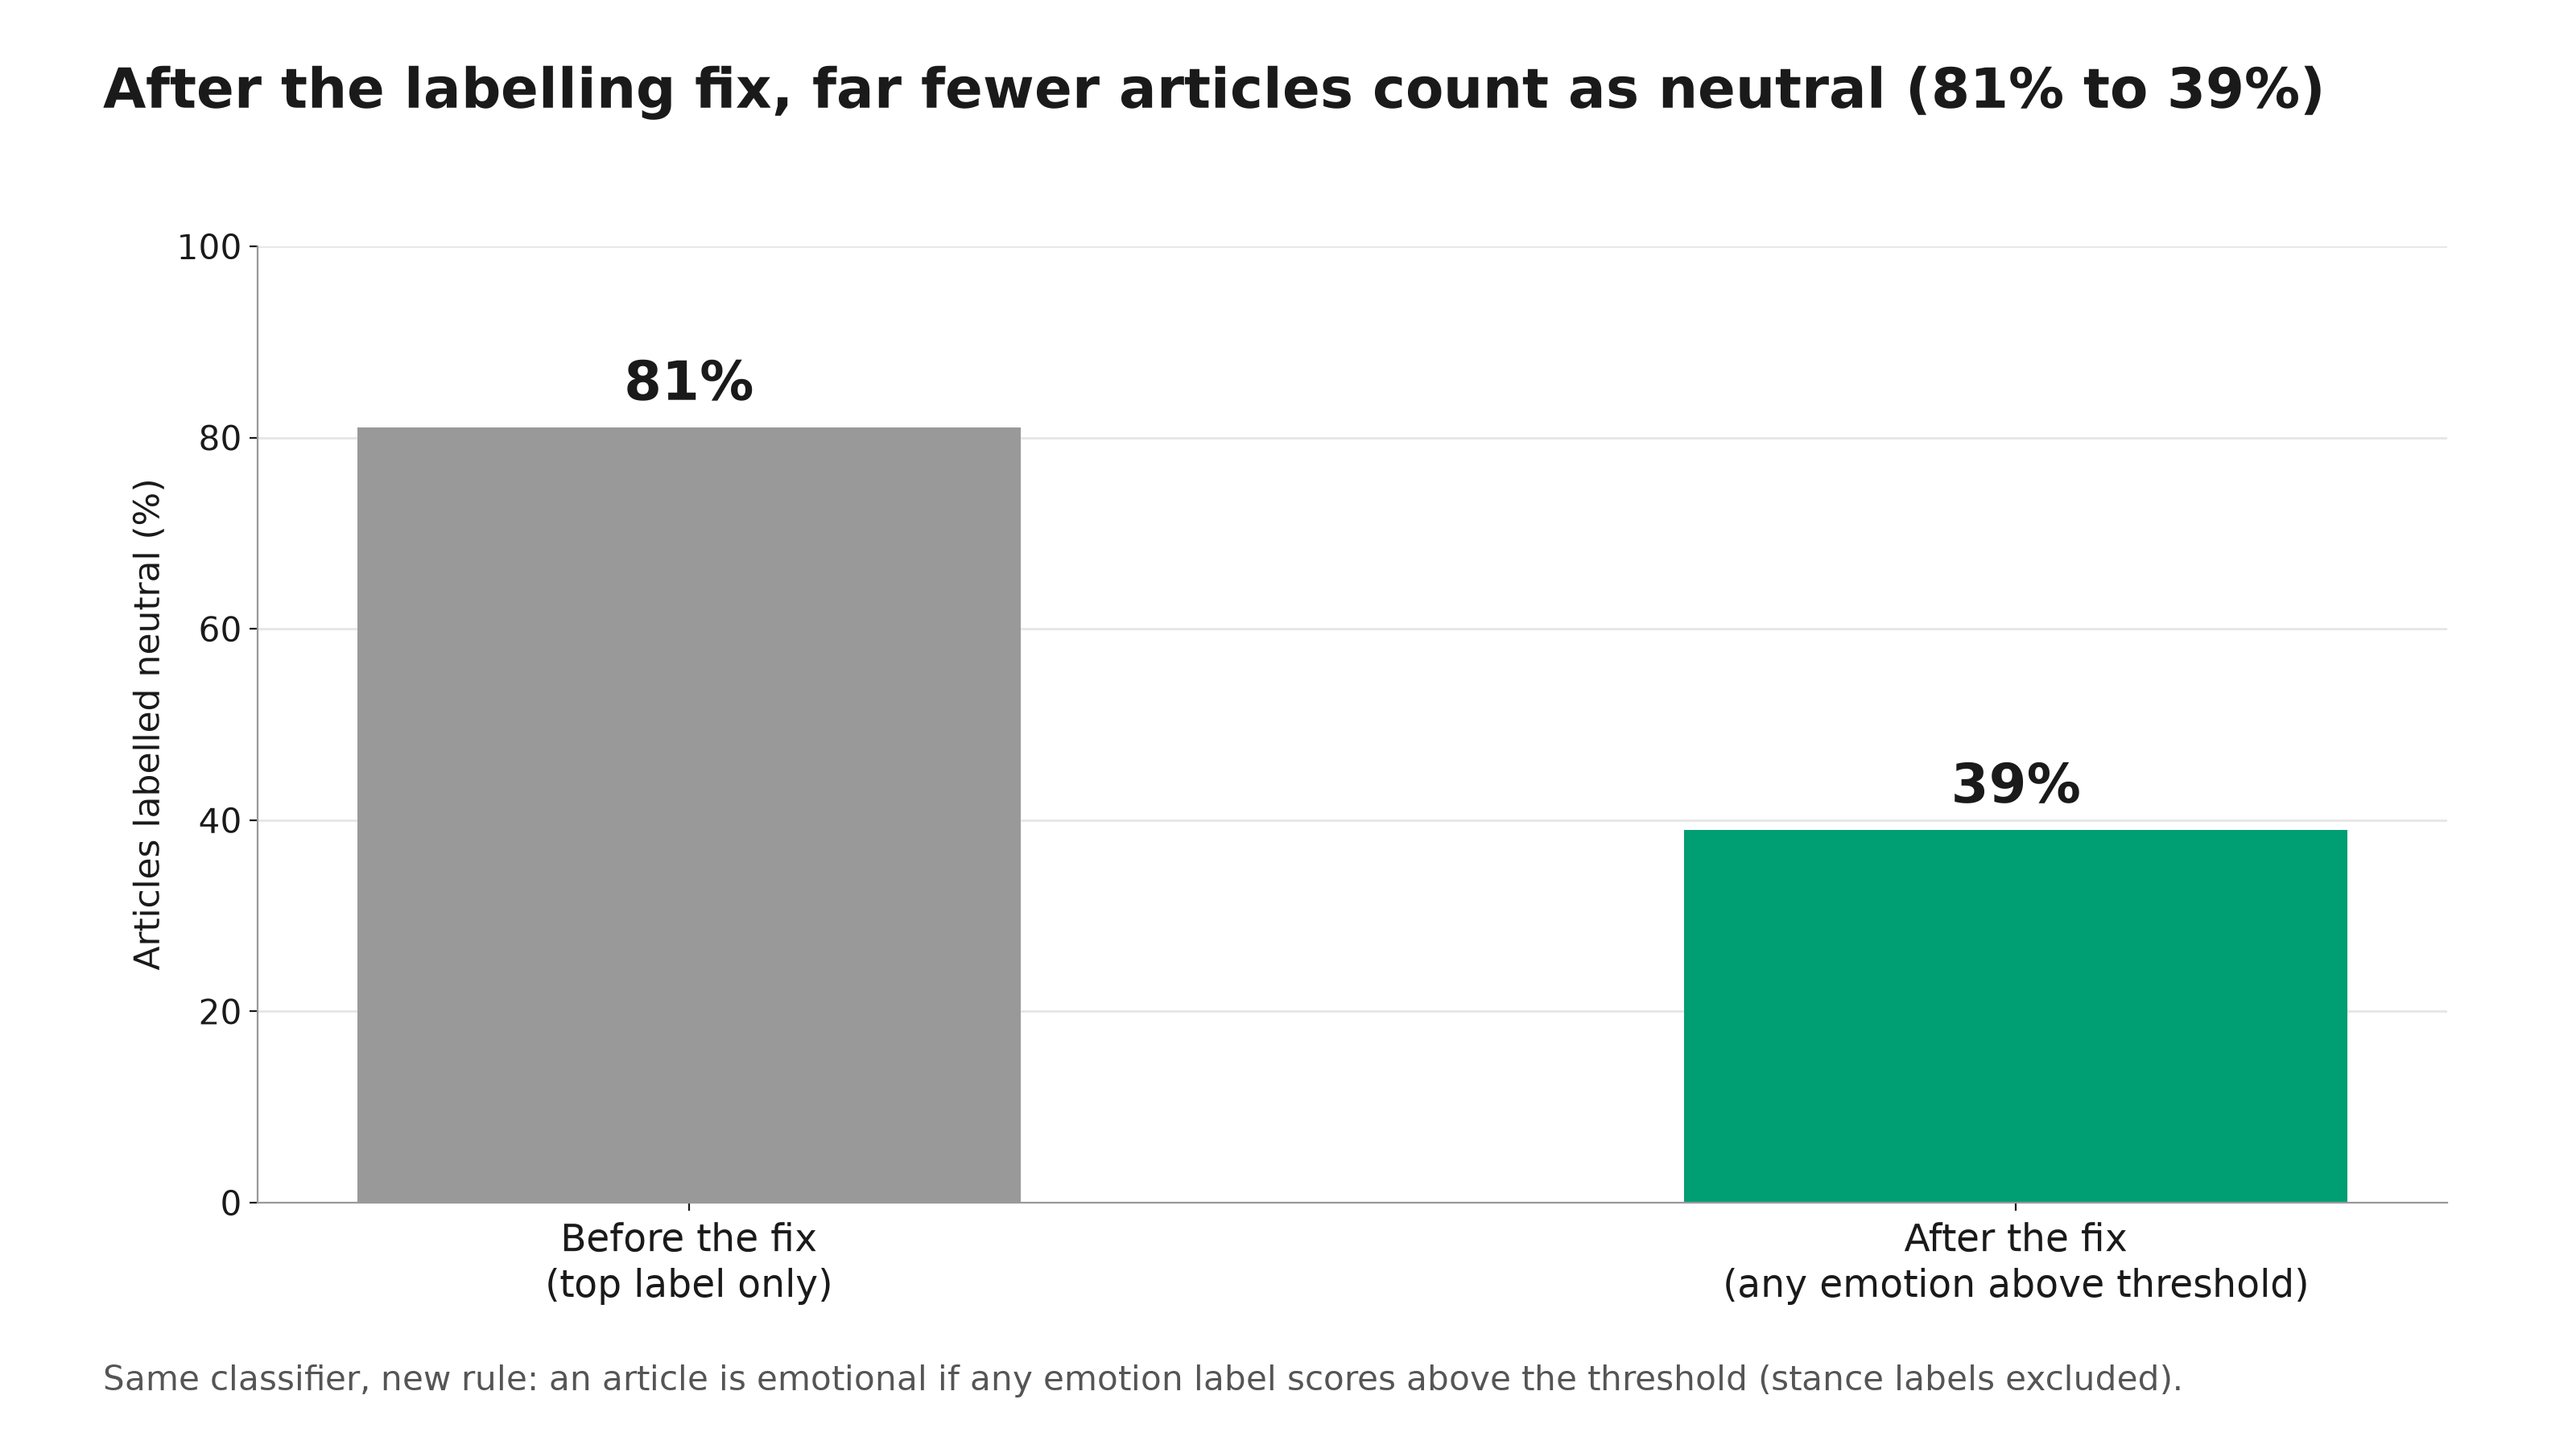 After the labelling fix, far fewer articles count as neutral (81% to 39%)
100
80
60
40
20
0
Articles labelled neutral (%)
81%
39%
Before the fix
(top label only)
After the fix
(any emotion above threshold)
Same classifier, new rule: an article is emotional if any emotion label scores above the threshold (stance labels excluded).